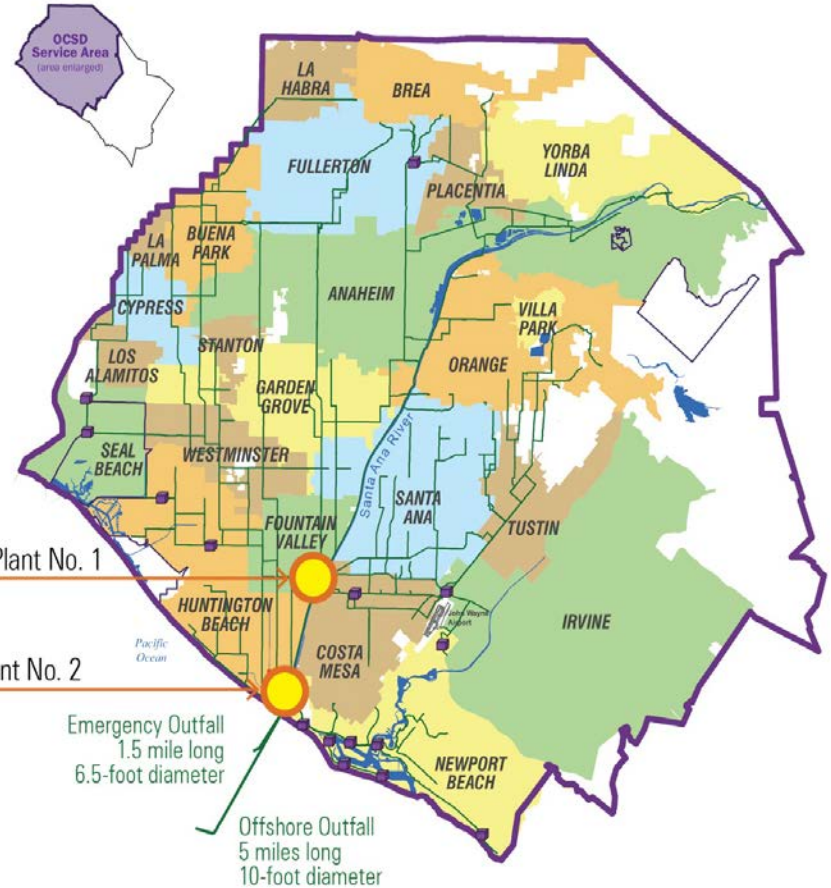 OCSD
Service Area
(area enlarged)
LA
HABRA
BREA
FULLERTON
YORBA
LINDA
PLACENTIA
LA
PALMA
BUENA
PARK
ANAHEIM
CYPRESS
VILLA
PARK
STANTON
ORANGE
LOS
ALAMITOS
GARDEN
GROVE
Santa Ana River
SEAL
BEACH
WESTMINSTER
SANTA
ANA
FOUNTAIN
VALLEY
TUSTIN
Plant No. 1
HUNTINGTON
BEACH
John Wayne
Airport
IRVINE
Pacific
Ocean
COSTA
MESA
nt No. 2
Emergency Outfall
1.5 mile long
6.5-foot diameter
NEWPORT
BEACH
Offshore Outfall
5 miles long
10-foot diameter